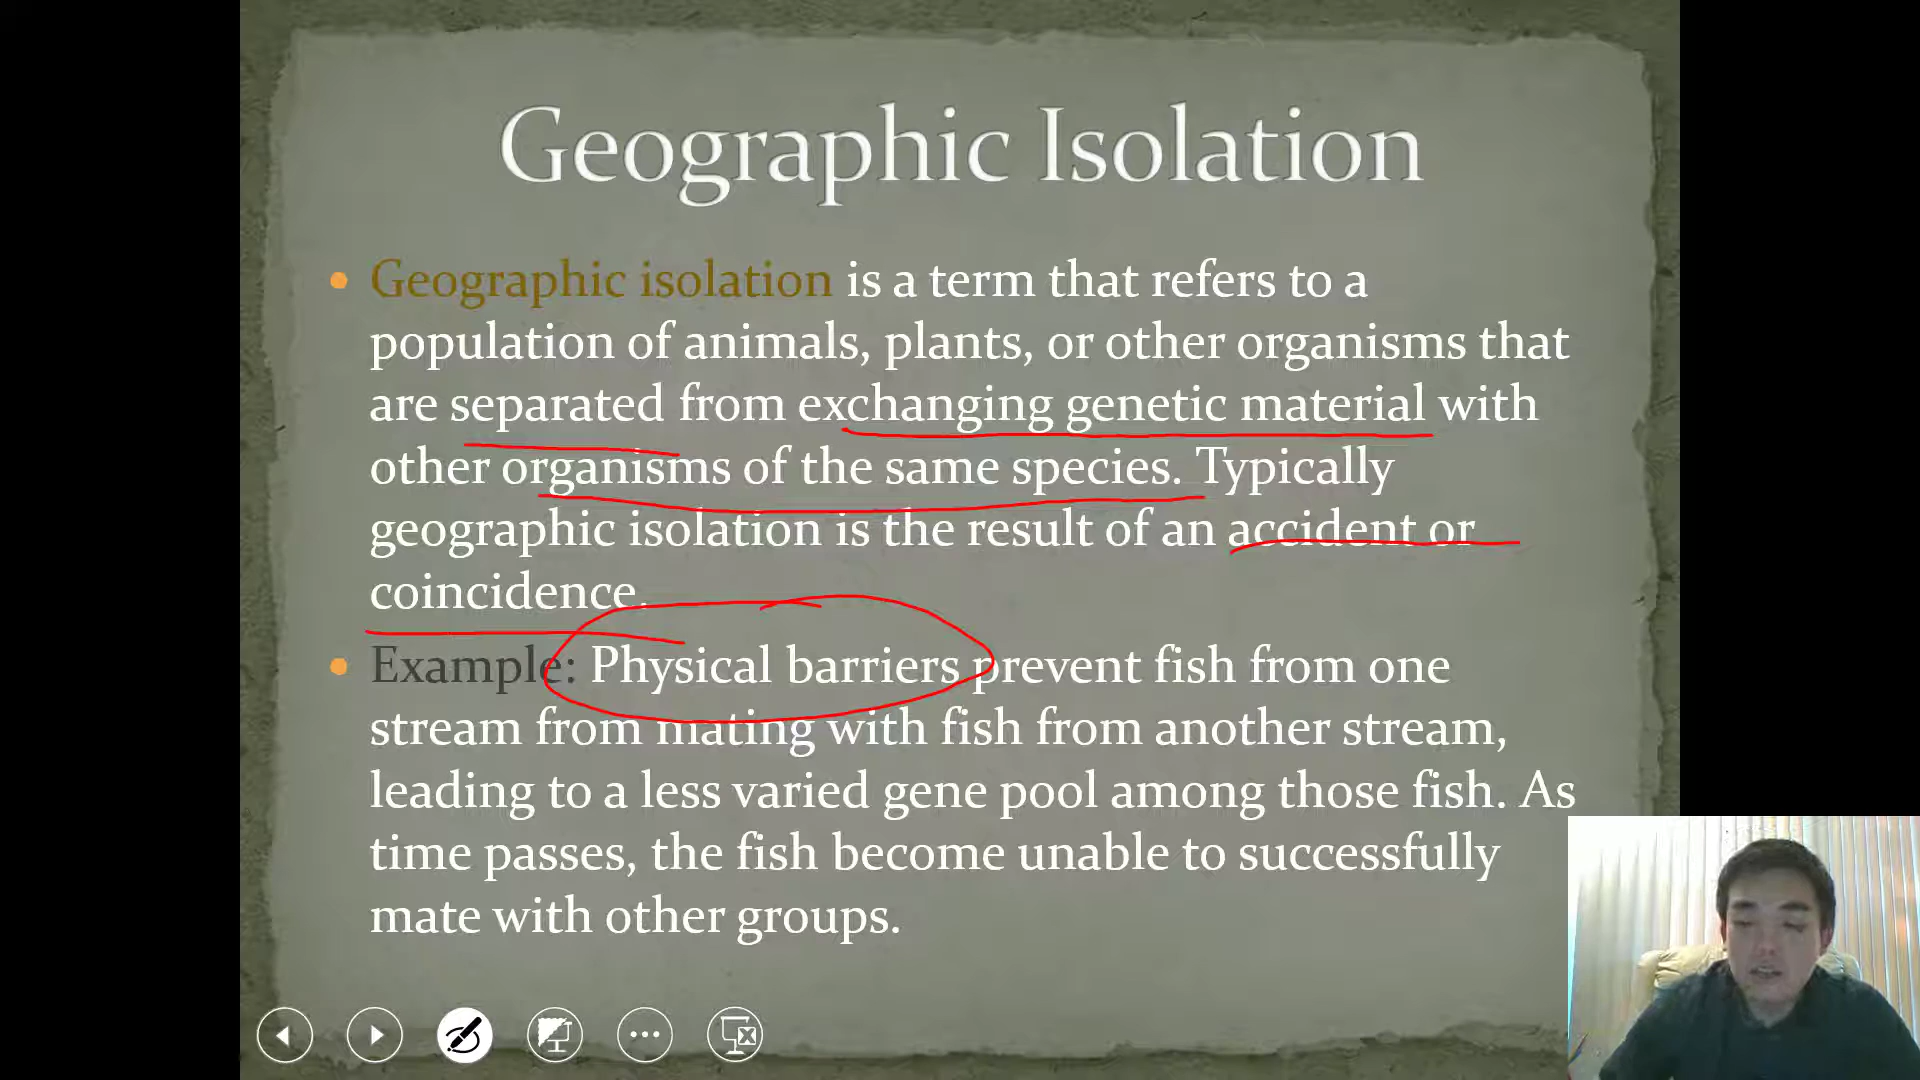 Geographic Isolation
Geographic isolation is a term that refers to a
population of animals, plants, or other organisms that
are separated from exchanging genetic material with
other organisms of the same species. Typically
geographic isolation is the result of an accident or
coincidence.
Example: Physical barriers prevent fish from one
stream from mating with fish from another stream,
leading to a less varied gene pool among those fish. As
time passes, the fish become unable to successfully
mate with other groups.